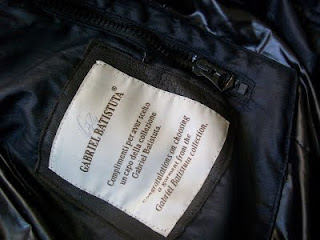 GABRIEL BATISTUTA®
Complimenti per aver scelto
un capo della collezione
Gabriel Batistuta.
Congratulations on choosing
a garment from the
Gabriel Batistuta collection.